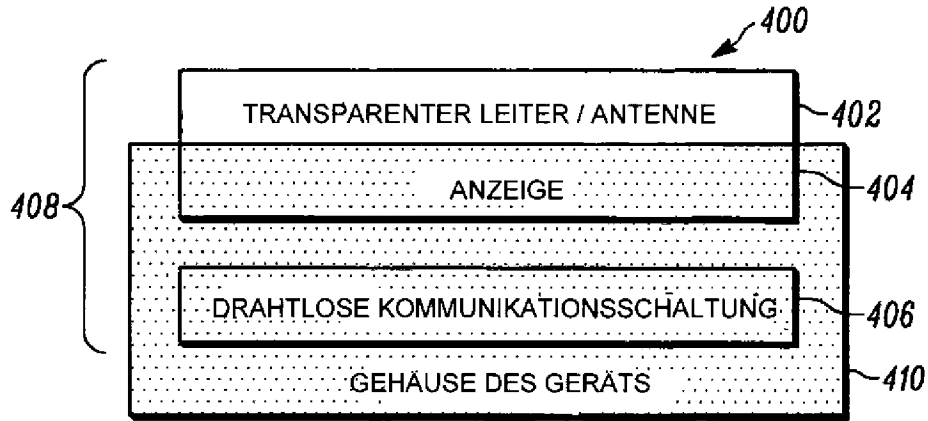 400
TRANSPARENTER LEITER / ANTENNE
402
ANZEIGE
404
408
DRAHTLOSE KOMMUNIKATIONSSCHALTUNG
406
GEHÄUSE DES GERÄTS
410